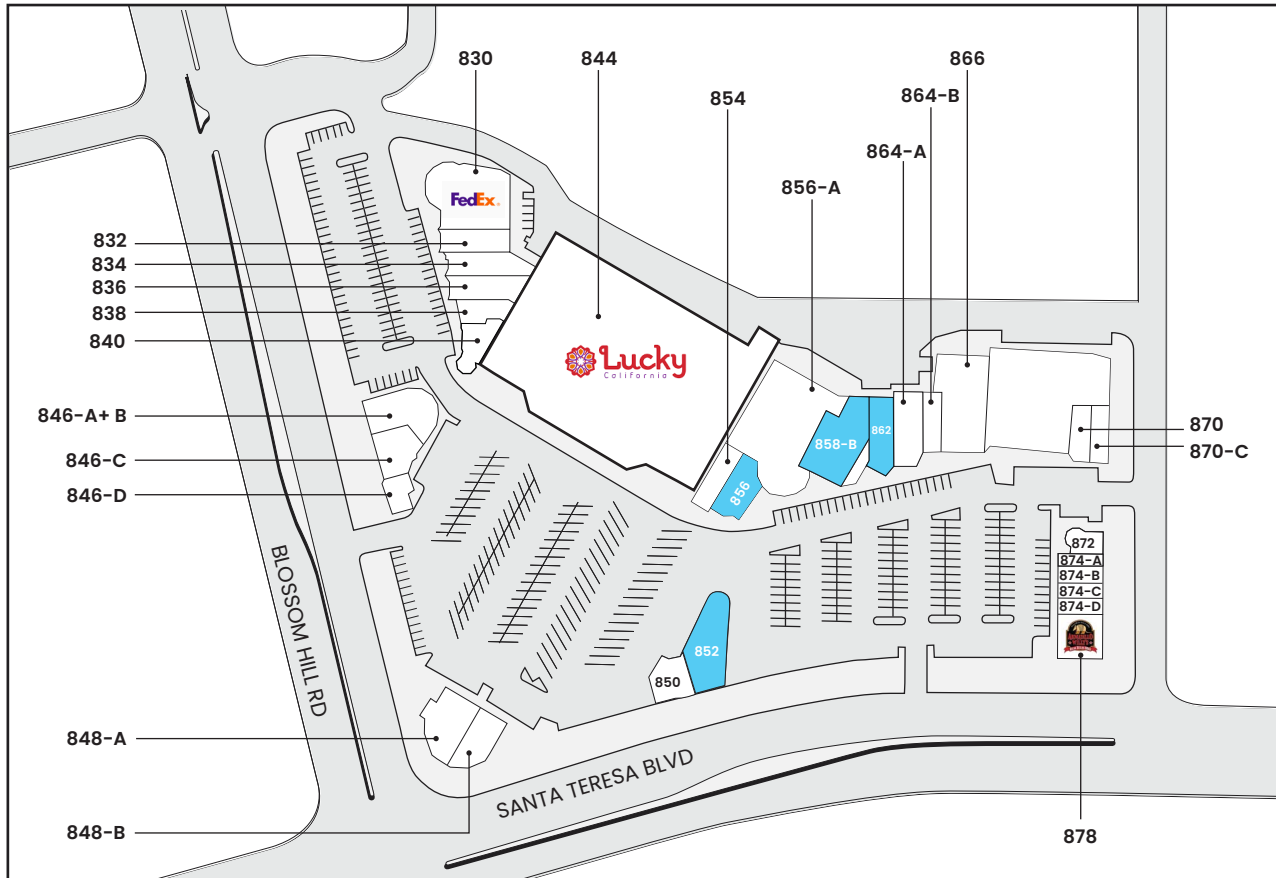 830
844
866
854
864-B
864-A
856-A
FedEx.
832
834
836
838
840
Lucky
California
846-A+ B
846-C
846-D
858-B
862
856
870
870-C
872
874-A
874-B
874-C
874-D
852
850
878
848-A
848-B
BLOSSOM HILL RD
SANTA TERESA BLVD